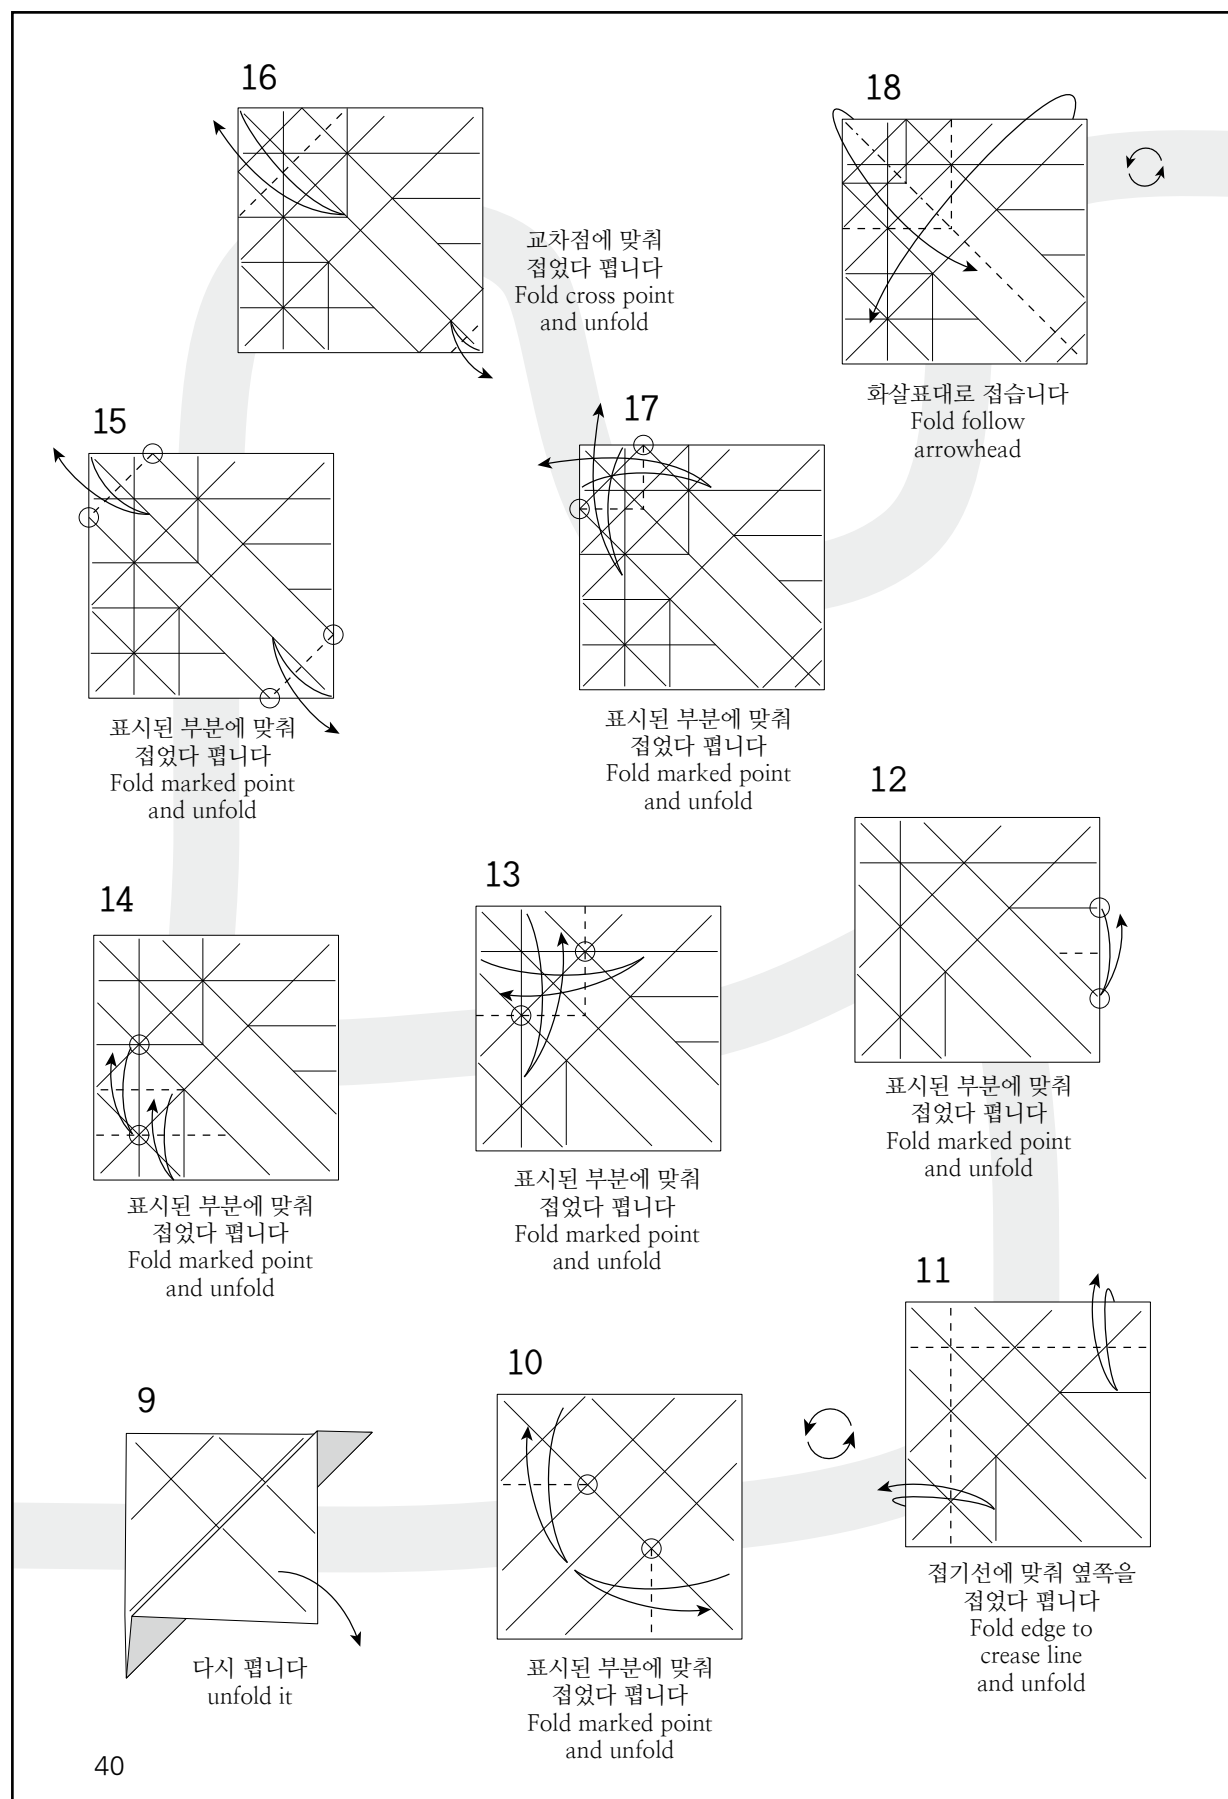 16
교차점에 맞춰
접었다 폅니다
Fold cross point
and unfold
18
화살표대로 접습니다
Fold follow
arrowhead
15
표시된 부분에 맞춰
접었다 폅니다
Fold marked point
and unfold
17
표시된 부분에 맞춰
접었다 폅니다
Fold marked point
and unfold
14
표시된 부분에 맞춰
접었다 폅니다
Fold marked point
and unfold
13
표시된 부분에 맞춰
접었다 폅니다
Fold marked point
and unfold
12
표시된 부분에 맞춰
접었다 폅니다
Fold marked point
and unfold
9
다시 폅니다
unfold it
10
표시된 부분에 맞춰
접었다 폅니다
Fold marked point
and unfold
11
접기선에 맞춰 옆쪽을
접었다 폅니다
Fold edge to
crease line
and unfold
40